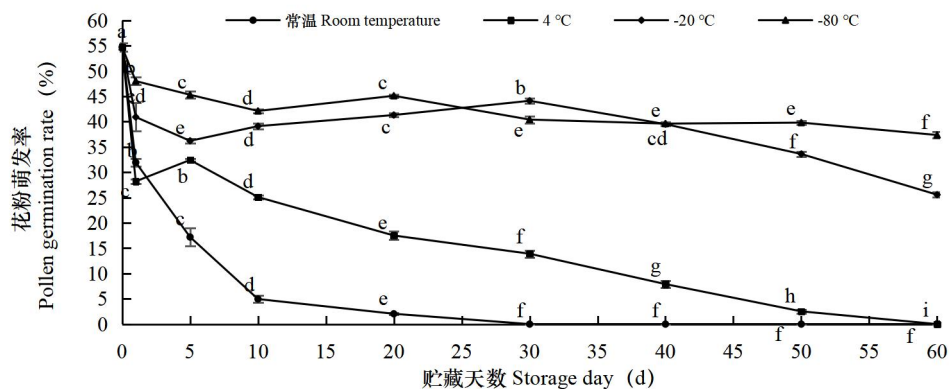 常温 Room temperature 4 ℃ -20 ℃ -80 ℃
60
55
50
45
40
35
30
25
20
15
10
5
0
花粉萌发率
Pollen germination rate (%)
a
b
c
d
c
b
e
cd
e
e
f
d
e
d
c
f
g
b
c
b
d
e
f
g
h
i
c
d
e
f
f
f
f
0 5 10 15 20 25 30 35 40 45 50 55 60
贮藏天数 Storage day (d)